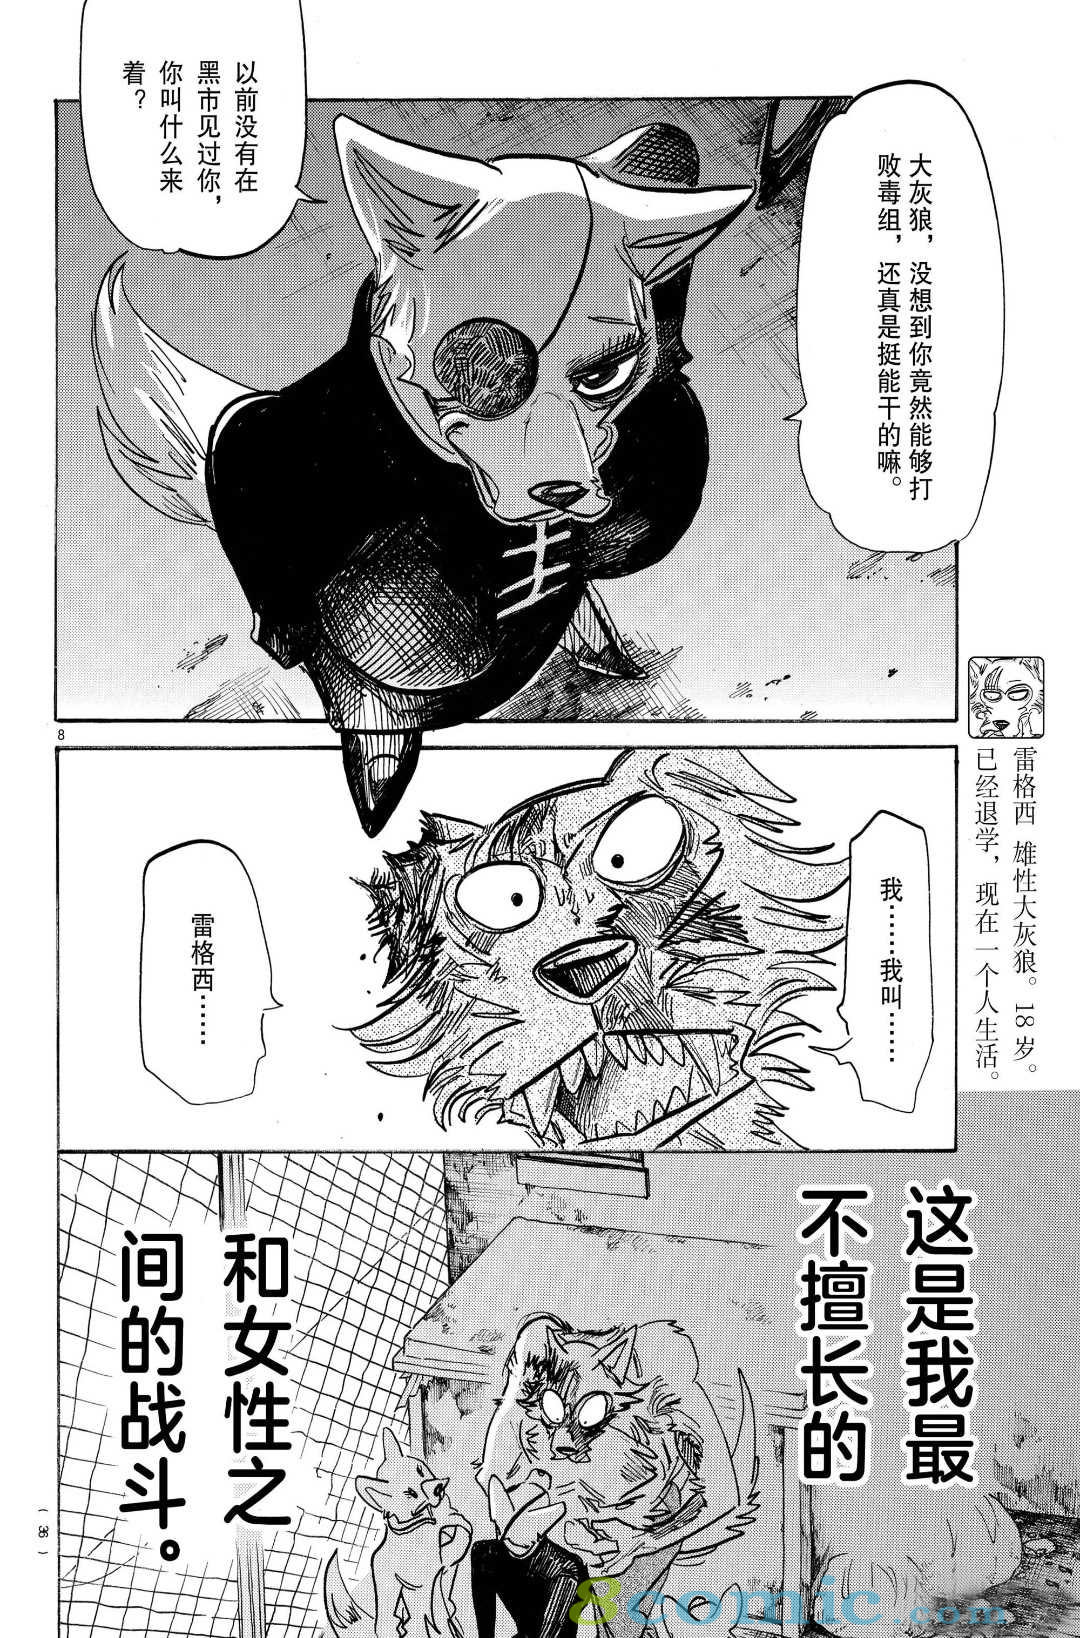 大灰狼，没想到你竟然能够打
败毒组，还真是挺能干的嘛。
以前没有在
黑市见过你，
你叫什么来
着？
雷格西 雄性大灰狼。18岁。
已经退学，现在一个人生活。
8
我……我叫……
雷格西……
这是我最
不擅长的
和女性之
间的战斗。
(36)
8comic.com